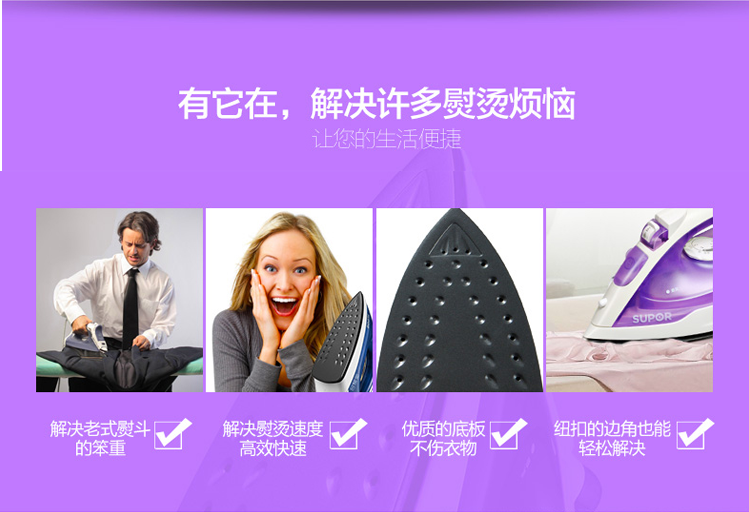 有它在，解决许多熨烫烦恼
让您的生活便捷
SUPOR
解决老式熨斗
的笨重
解决熨烫速度
高效快速
优质的底板
不伤衣物
纽扣的边角也能
轻松解决